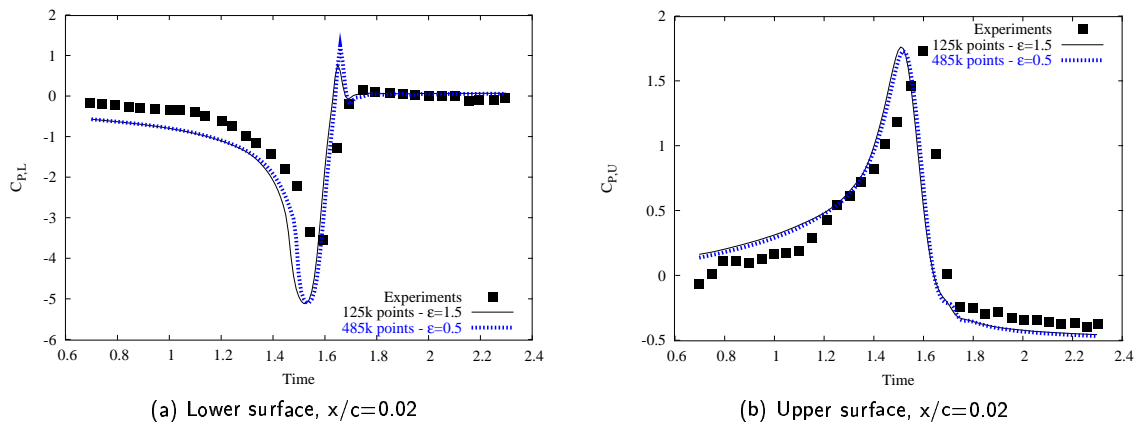 2
1
0
-1
-2
-3
-4
-5
-6
C_{P,L}
Experiments
125k points - ε=1.5
485k points - ε=0.5
0.6 0.8 1 1.2 1.4 1.6 1.8 2 2.2 2.4
Time
(a) Lower surface, x/c=0.02
2
1.5
1
0.5
0
-0.5
C_{P,U}
Experiments
125k points - ε=1.5
485k points - ε=0.5
0.6 0.8 1 1.2 1.4 1.6 1.8 2 2.2 2.4
Time
(b) Upper surface, x/c=0.02